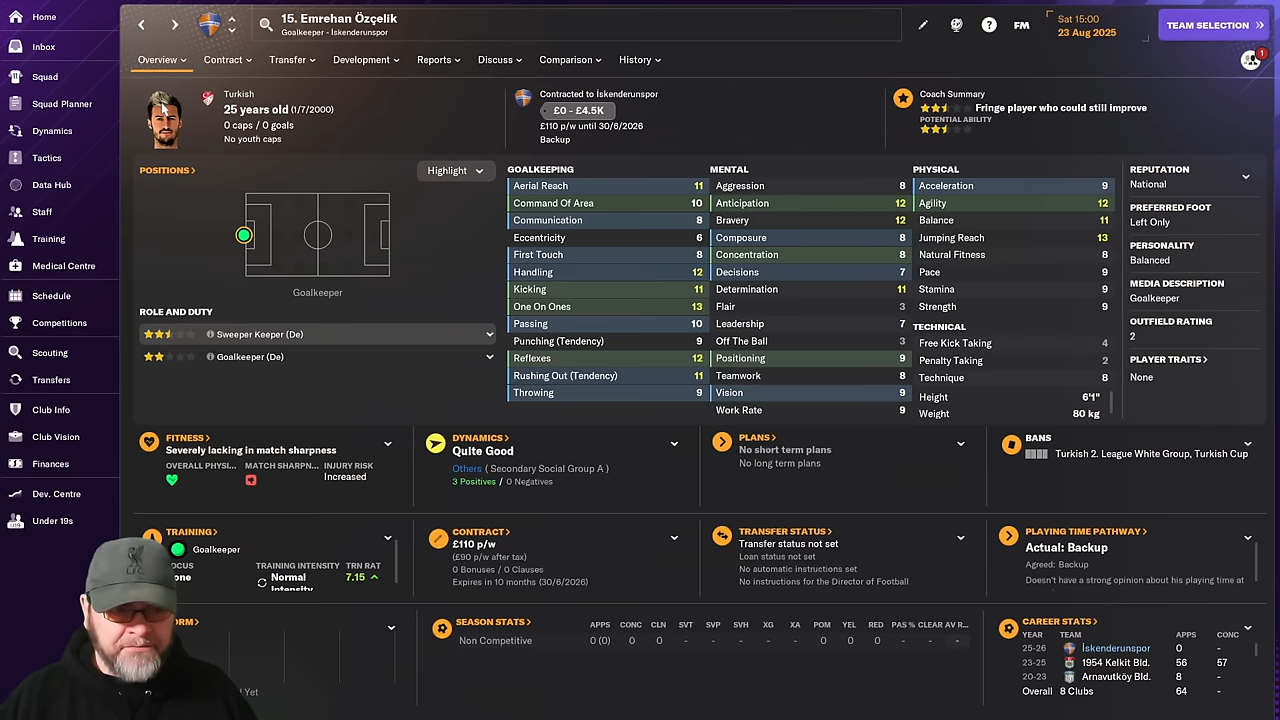 Home
Inbox
Squad
Squad Planner
Dynamics
Tactics
Data Hub
Staff
Training
Medical Centre
Schedule
Competitions
Scouting
Transfers
Club Info
Club Vision
Finances
Dev. Centre
Under 19s
15. Emrehan Özçelik
Goalkeeper - İskenderunspor
FM
Sat 15:00
23 Aug 2025
TEAM SELECTION
1
Overview
Contract
Transfer
Development
Reports
Discuss
Comparison
History
Turkish
25 years old (1/7/2000)
0 caps / 0 goals
No youth caps
Contracted to İskenderunspor
£0 - £4.5K
£110 p/w until 30/6/2026
Backup
Coach Summary
Fringe player who could still improve
POTENTIAL ABILITY
POSITIONS >
Highlight
Goalkeeper
ROLE AND DUTY
Sweeper Keeper (De)
Goalkeeper (De)
GOALKEEPING
Aerial Reach 11
Command Of Area 10
Communication 8
Eccentricity 6
First Touch 8
Handling 12
Kicking 11
One On Ones 13
Passing 10
Punching (Tendency) 9
Reflexes 12
Rushing Out (Tendency) 11
Throwing 9
MENTAL
Aggression 8
Anticipation 12
Bravery 12
Composure 8
Concentration 8
Decisions 7
Determination 11
Flair 3
Leadership 7
Off The Ball 3
Positioning 9
Teamwork 8
Vision 9
Work Rate 9
PHYSICAL
Acceleration 9
Agility 12
Balance 11
Jumping Reach 13
Natural Fitness 8
Pace 9
Stamina 9
Strength 9
TECHNICAL
Free Kick Taking 4
Penalty Taking 2
Technique 8
Height 6'1"
Weight 80 kg
REPUTATION
National
PREFERRED FOOT
Left Only
PERSONALITY
Balanced
MEDIA DESCRIPTION
Goalkeeper
OUTFIELD RATING
2
PLAYER TRAITS >
None
FITNESS >
Severely lacking in match sharpness
OVERALL PHYSI... MATCH SHARPN... INJURY RISK
Increased
DYNAMICS >
Quite Good
Others ( Secondary Social Group A )
3 Positives / 0 Negatives
PLANS >
No short term plans
No long term plans
BANS
Turkish 2. League White Group, Turkish Cup
TRAINING >
Goalkeeper
OCUS TRAINING INTENSITY TRN RAT
one Normal 7.15
Intensity
CONTRACT >
£110 p/w
(£90 p/w after tax)
0 Bonuses / 0 Clauses
Expires in 10 months (30/6/2026)
TRANSFER STATUS >
Transfer status not set
Loan status not set
No automatic instructions set
No instructions for the Director of Football
PLAYING TIME PATHWAY >
Actual: Backup
Agreed: Backup
Doesn't have a strong opinion about his playing time at
ORM >
Yet
SEASON STATS >
APPS CONC CLN SVT SVP SVH XG XA POM YEL RED PAS % CLEAR AV R...
Non Competitive 0 (0) 0 0 - - - - - 0 0 0 - - -
CAREER STATS >
YEAR TEAM APPS CONC
25-26 İskenderunspor 0 -
23-25 1954 Kelkit Bld. 56 57
20-23 Arnavutköy Bld. 8 -
Overall 8 Clubs 64 -